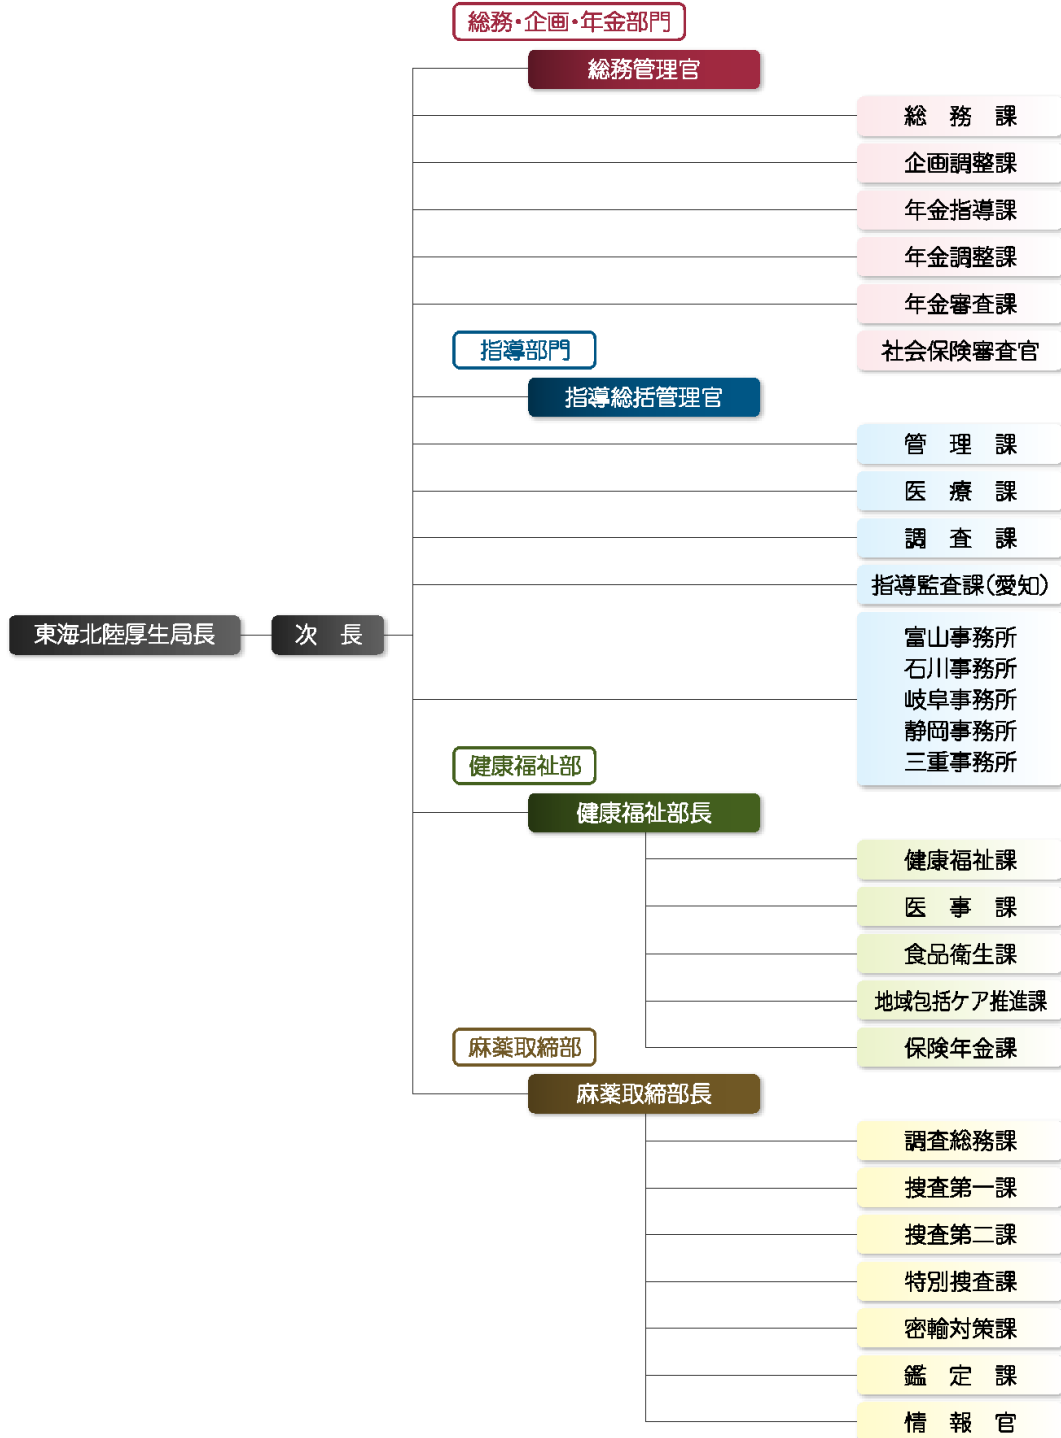 総務・企画・年金部門
総務管理官
総　務　課
企画調整課
年金指導課
年金調整課
年金審査課
社会保険審査官
指導部門
指導総括管理官
管　理　課
医　療　課
調　査　課
指導監査課（愛知）
東海北陸厚生局長
次　長
富山事務所
石川事務所
岐阜事務所
静岡事務所
三重事務所
健康福祉部
健康福祉部長
健康福祉課
医　事　課
食品衛生課
地域包括ケア推進課
保険年金課
麻薬取締部
麻薬取締部長
調査総務課
捜査第一課
捜査第二課
特別捜査課
密輸対策課
鑑　定　課
情　報　官